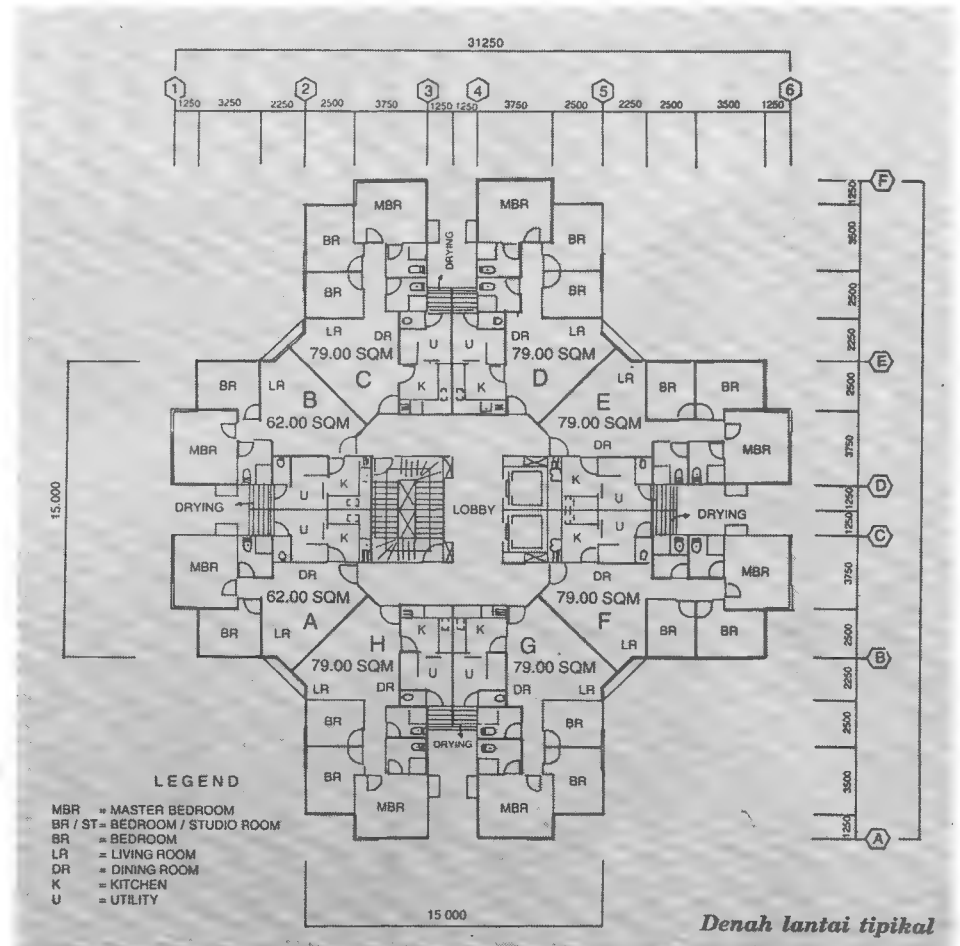 31250
1 2 3 4 5 6
1250 3250 2250 2500 3750 1250 1250 3750 2500 2250 2500 3500 1250
F
1250
3500
2500
2250
E
2500
3750
D
1250
1250
C
3750
2500
B
2250
2500
3500
1250
A
15.000
MBR MBR
BR BR
DRYING
BR BR
LR DR DR LR
79.00 SQM U U 79.00 SQM
C K K D
BR LR LR BR BR
B E
62.00 SQM 79.00 SQM
MBR DR MBR
K K
U U
DRYING LOBBY DRYING
U K K U
MBR DR DR MBR
62.00 SQM 79.00 SQM
A F
BR LR K K LR BR BR
H G
79.00 SQM U U 79.00 SQM
LR DR DR LR
BR BR
DRYING
BR BR
MBR MBR
LEGEND
MBR = MASTER BEDROOM
BR / ST = BEDROOM / STUDIO ROOM
BR = BEDROOM
LR = LIVING ROOM
DR = DINING ROOM
K = KITCHEN
U = UTILITY
15 000
Denah lantai tipikal